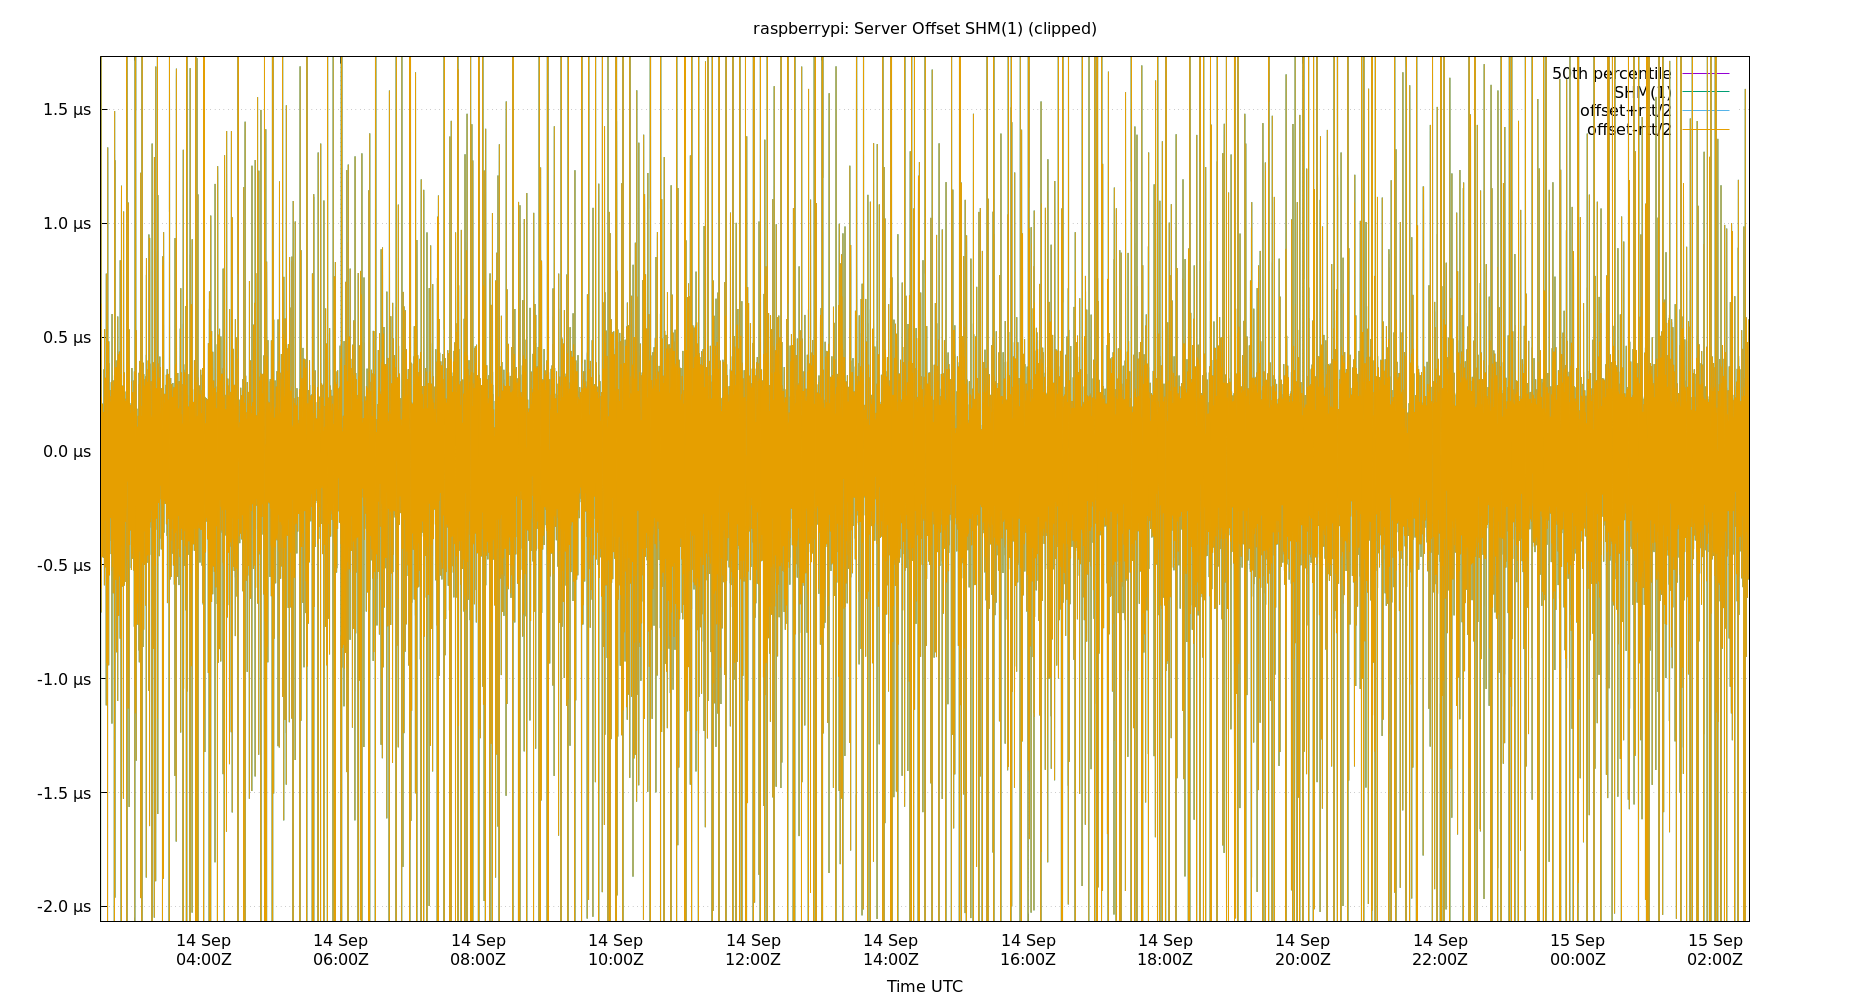 raspberrypi: Server Offset SHM(1) (clipped)
50th percentile
SHM(1)
offset+rtt/2
offset-rtt/2
1.5 µs
1.0 µs
0.5 µs
0.0 µs
-0.5 µs
-1.0 µs
-1.5 µs
-2.0 µs
14 Sep 14 Sep 14 Sep 14 Sep 14 Sep 14 Sep 14 Sep 14 Sep 14 Sep 14 Sep 15 Sep 15 Sep
04:00Z 06:00Z 08:00Z 10:00Z 12:00Z 14:00Z 16:00Z 18:00Z 20:00Z 22:00Z 00:00Z 02:00Z
Time UTC